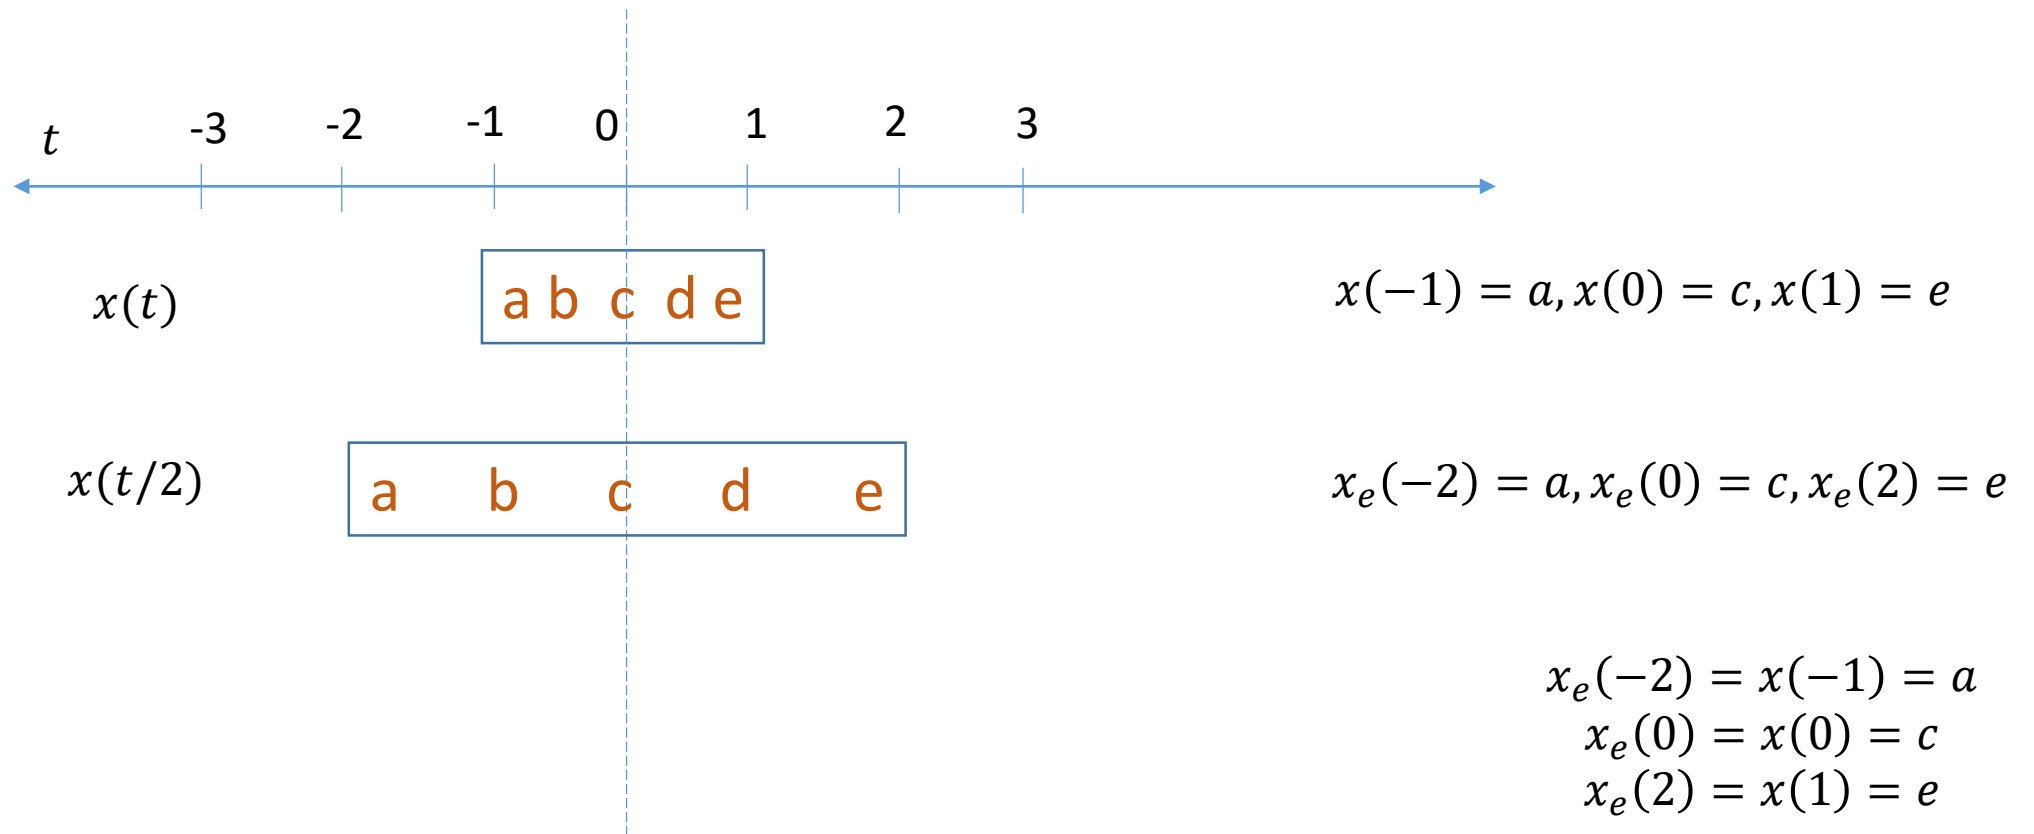 t -3 -2 -1 0 1 2 3
x(t) a b c d e x(−1) = a, x(0) = c, x(1) = e
x(t/2) a b c d e xₑ(−2) = a, xₑ(0) = c, xₑ(2) = e
xₑ(−2) = x(−1) = a
xₑ(0) = x(0) = c
xₑ(2) = x(1) = e